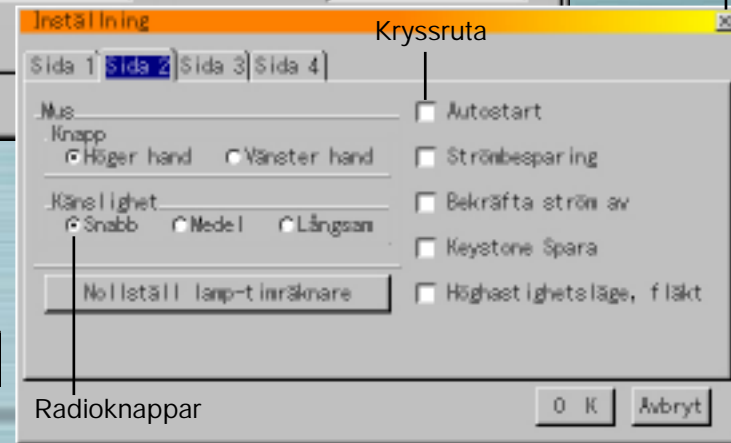 Inställning
Kryssruta
Sida 1 Sida 2 Sida 3 Sida 4
Mus
Knapp
Höger hand Vänster hand
Känslighet
Snabb Medel Långsam
Nollställ lamp-timräknare
Autostart
Strömbesparing
Bekräfta ström av
Keystone Spara
Höghastighetsläge, fläkt
Radioknappar
O K Avbryt